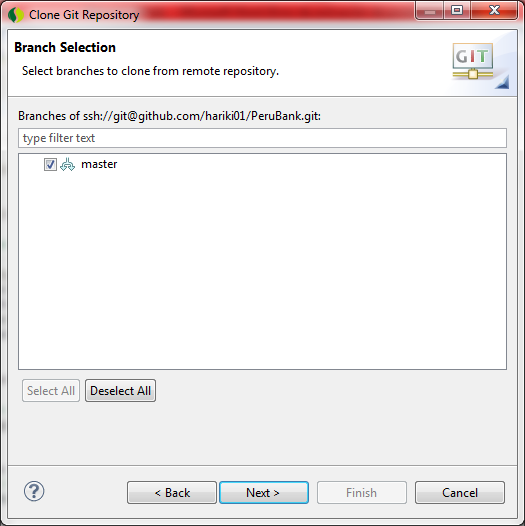 Clone Git Repository
Branch Selection
Select branches to clone from remote repository.
GIT
Branches of ssh://git@github.com/hariki01/PeruBank.git:
type filter text
master
Select All Deselect All
? < Back Next > Finish Cancel